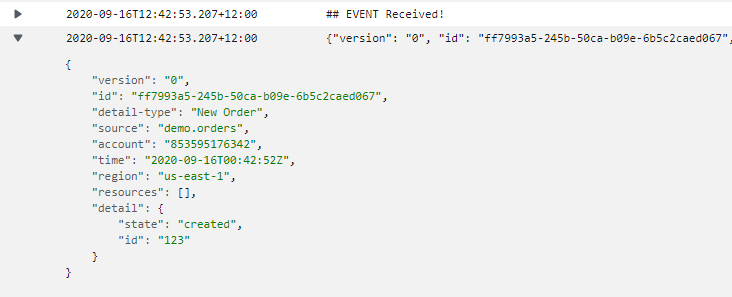 2020-09-16T12:42:53.207+12:00 ## EVENT Received!
2020-09-16T12:42:53.207+12:00 {"version": "0", "id": "ff7993a5-245b-50ca-b09e-6b5c2caed067",
{
    "version": "0",
    "id": "ff7993a5-245b-50ca-b09e-6b5c2caed067",
    "detail-type": "New Order",
    "source": "demo.orders",
    "account": "853595176342",
    "time": "2020-09-16T00:42:52Z",
    "region": "us-east-1",
    "resources": [],
    "detail": {
        "state": "created",
        "id": "123"
    }
}